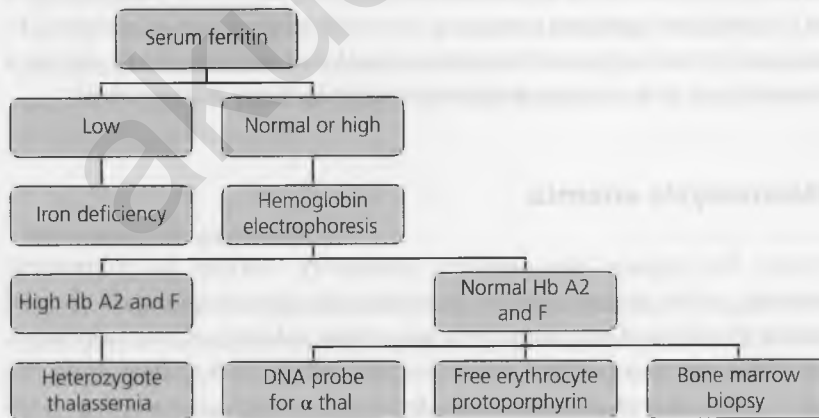 Serum ferritin
Low
Normal or high
Iron deficiency
Hemoglobin
electrophoresis
High Hb A2 and F
Normal Hb A2
and F
Heterozygote
thalassemia
DNA probe
for α thal
Free erythrocyte
protoporphyrin
Bone marrow
biopsy